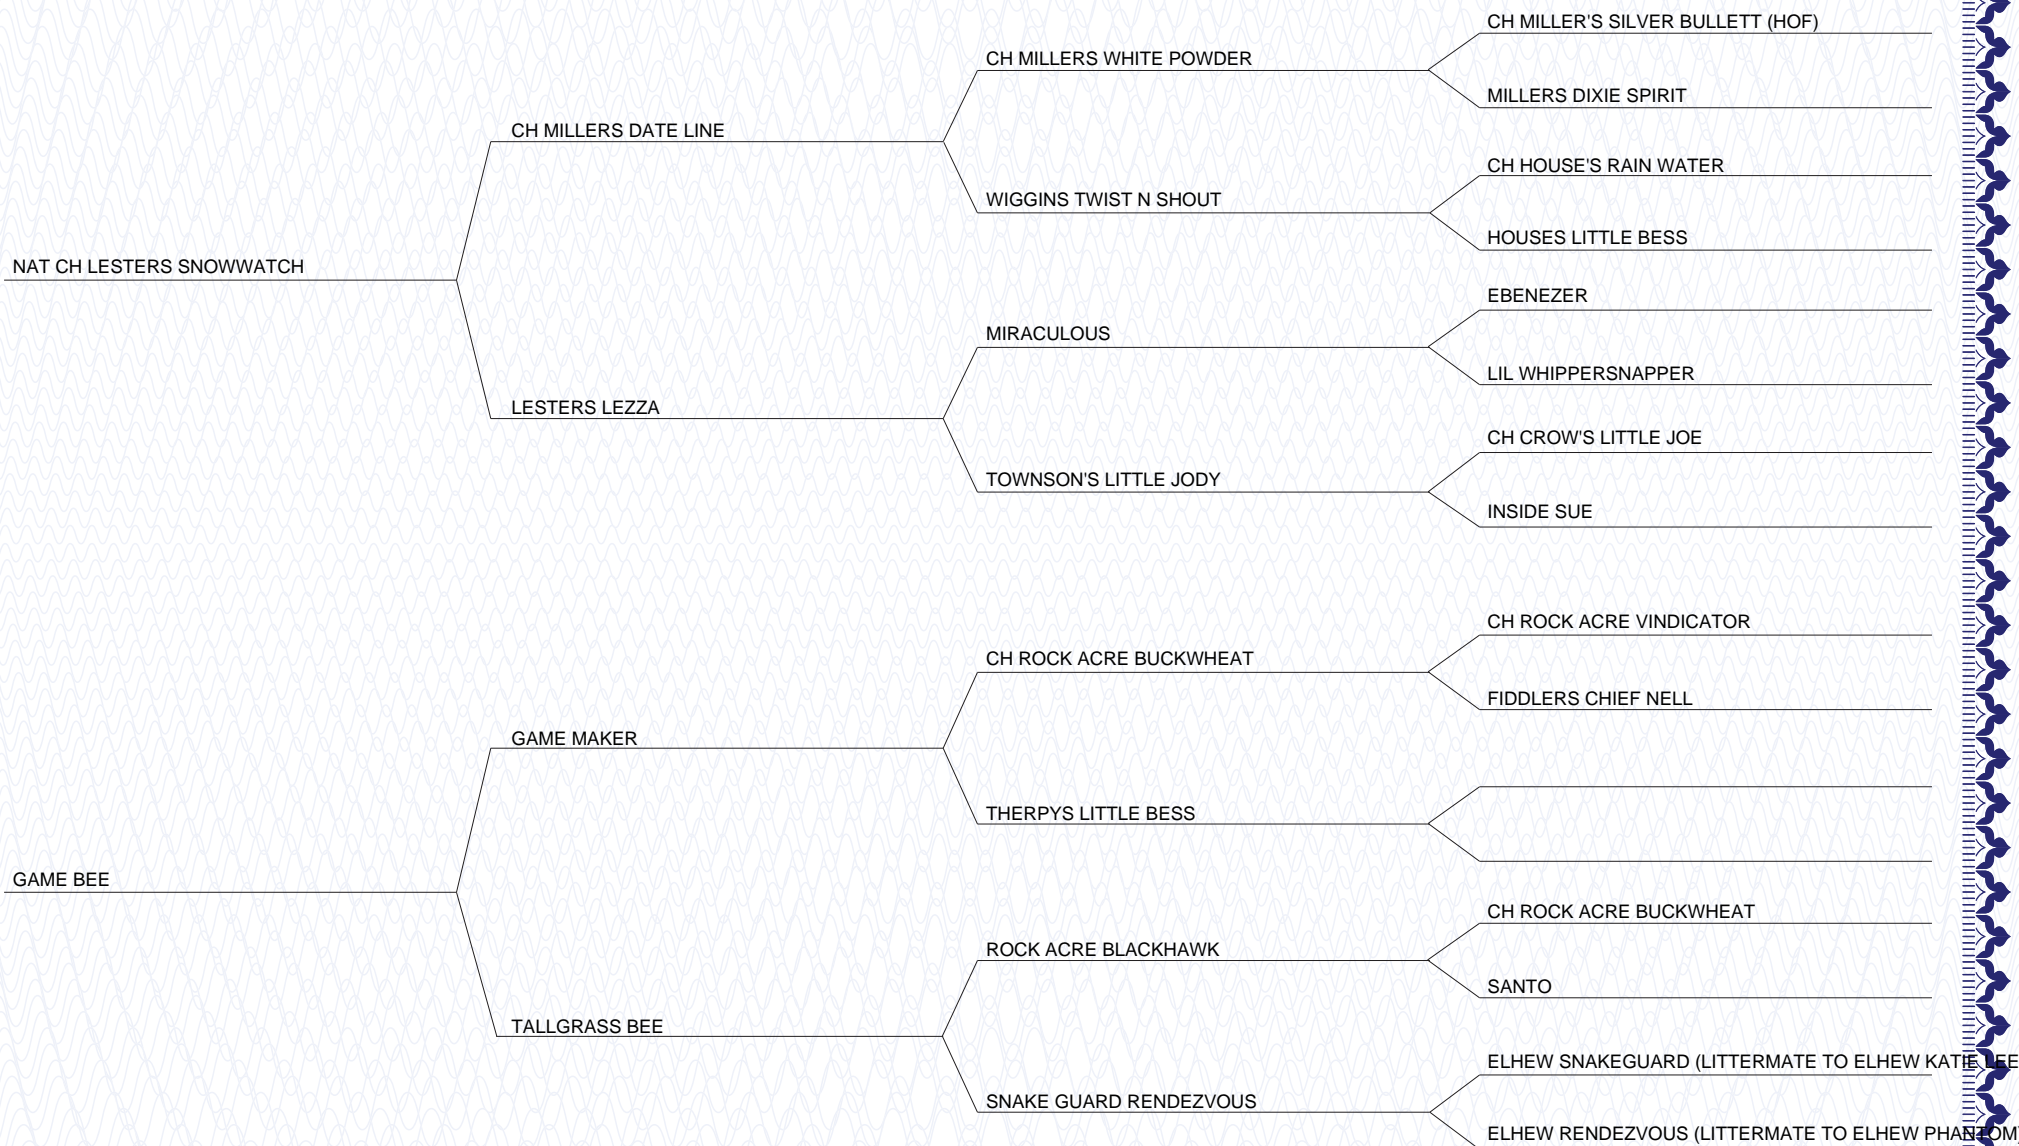 CH MILLER'S SILVER BULLETT (HOF)
CH MILLERS WHITE POWDER
MILLERS DIXIE SPIRIT
CH MILLERS DATE LINE
CH HOUSE'S RAIN WATER
WIGGINS TWIST N SHOUT
HOUSES LITTLE BESS
NAT CH LESTERS SNOWWATCH
EBENEZER
MIRACULOUS
LIL WHIPPERSNAPPER
LESTERS LEZZA
CH CROW'S LITTLE JOE
TOWNSON'S LITTLE JODY
INSIDE SUE
CH ROCK ACRE VINDICATOR
CH ROCK ACRE BUCKWHEAT
FIDDLERS CHIEF NELL
GAME MAKER
THERPYS LITTLE BESS
GAME BEE
CH ROCK ACRE BUCKWHEAT
ROCK ACRE BLACKHAWK
SANTO
TALLGRASS BEE
ELHEW SNAKEGUARD (LITTERMATE TO ELHEW KATIE LEE
SNAKE GUARD RENDEZVOUS
ELHEW RENDEZVOUS (LITTERMATE TO ELHEW PHANTOM)